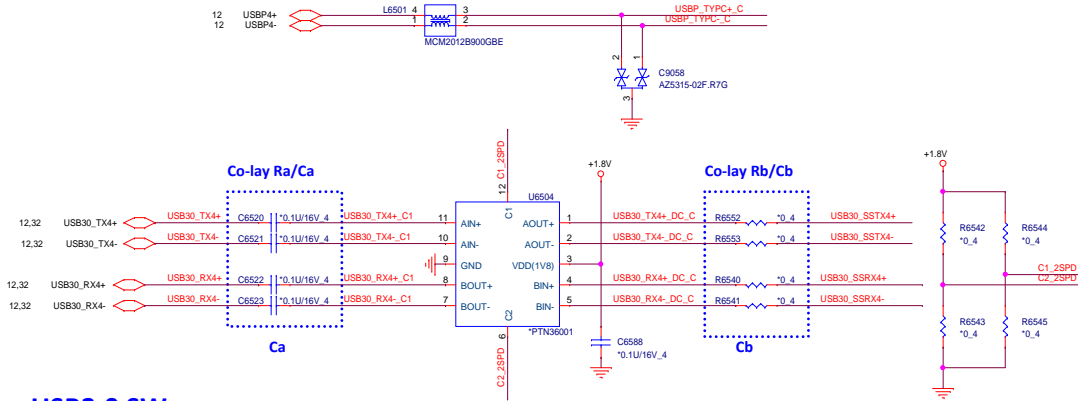 12 USBP4+ L6501 4 3 USBP_TYPC+_C
12 USBP4- 1 2 USBP_TYPC-_C
MCM2012B900GBE
2 1 C9058
AZ5315-02F.R7G
3
Co-lay Ra/Ca C1_2SPD +1.8V Co-lay Rb/Cb +1.8V
12 U6504
C1
12,32 USB30_TX4+ USB30_TX4+ C6520 *0.1U/16V_4 USB30_TX4+_C1 11 AIN+ AOUT+ 1 USB30_TX4+_DC_C R6552 *0_4 USB30_SSTX4+
12,32 USB30_TX4- USB30_TX4- C6521 *0.1U/16V_4 USB30_TX4-_C1 10 AIN- AOUT- 2 USB30_TX4-_DC_C R6553 *0_4 USB30_SSTX4-
R6542 *0_4 R6544 *0_4
9 GND VDD(1V8) 3
C1_2SPD
12,32 USB30_RX4+ USB30_RX4+ C6522 *0.1U/16V_4 USB30_RX4+_C1 8 BOUT+ BIN+ 4 USB30_RX4+_DC_C R6540 *0_4 USB30_SSRX4+ C2_2SPD
12,32 USB30_RX4- USB30_RX4- C6523 *0.1U/16V_4 USB30_RX4-_C1 7 BOUT- BIN- 5 USB30_RX4-_DC_C R6541 *0_4 USB30_SSRX4-
C2
R6543 *0_4 R6545 *0_4
*PTN36001
6 C2_2SPD
Ca C6588 Cb
*0.1U/16V_4